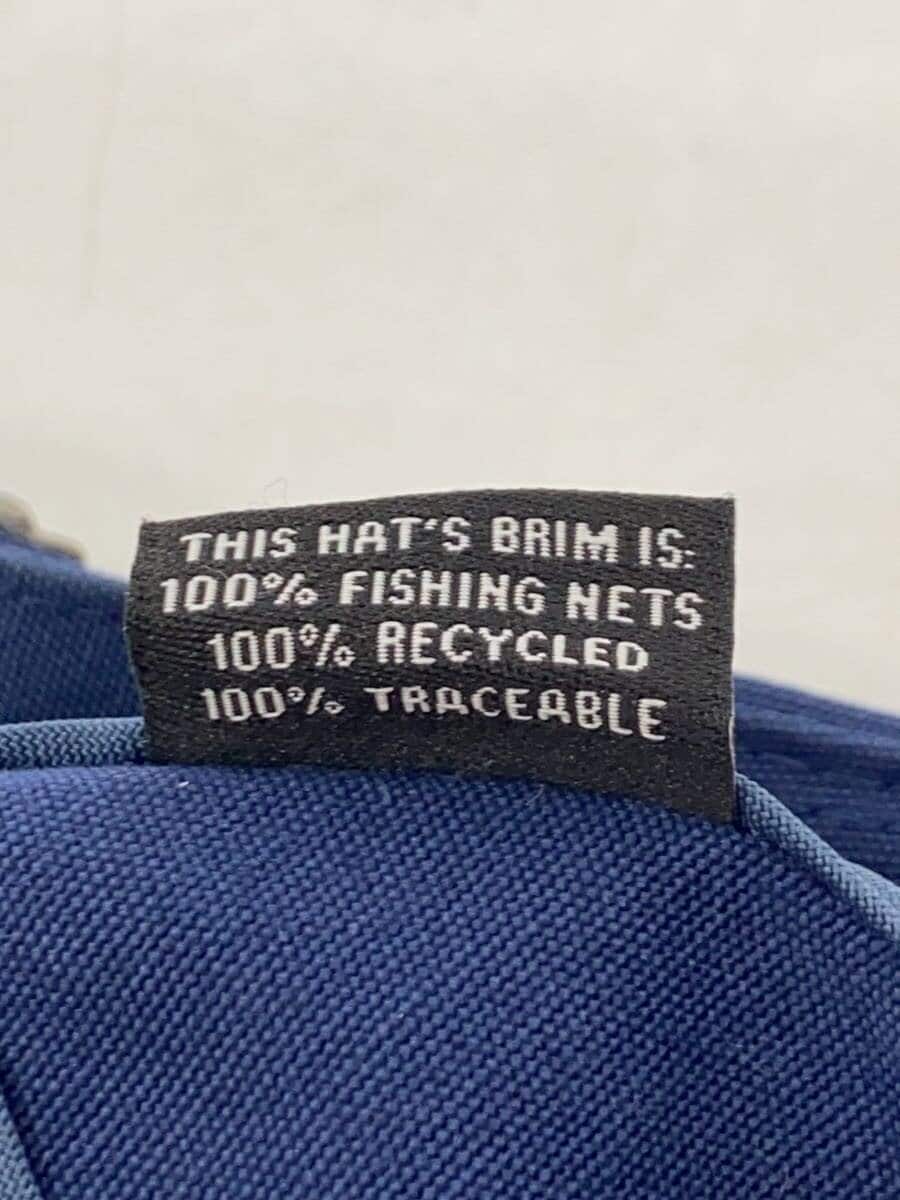 THIS HAT'S BRIM IS:
100% FISHING NETS
100% RECYCLED
100% TRACEABLE